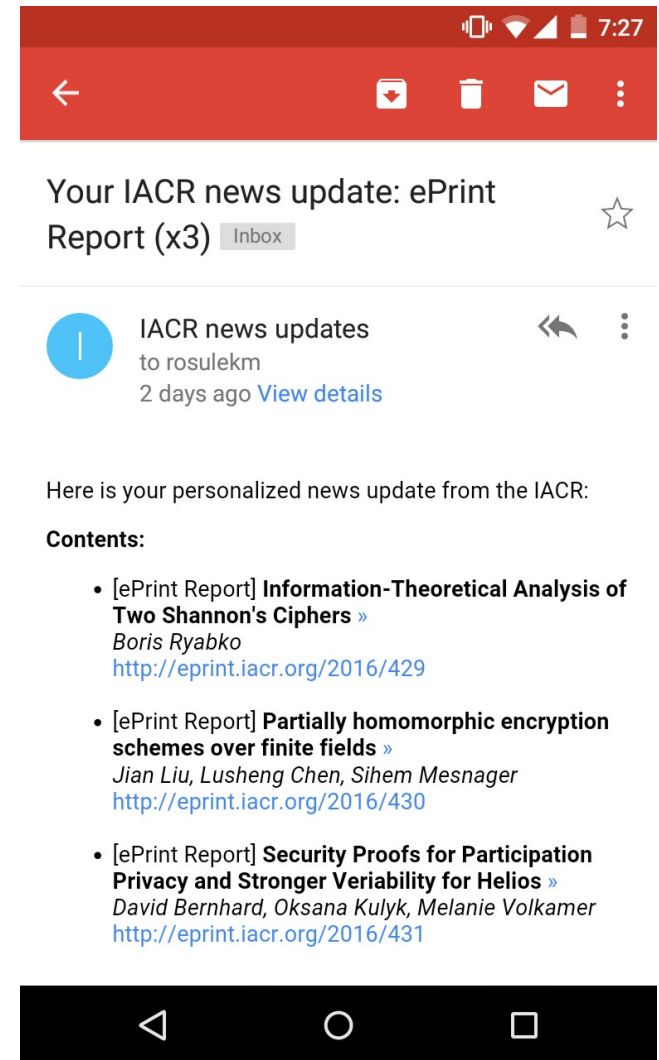 7:27
Your IACR news update: ePrint
Report (x3) Inbox
I
IACR news updates
to rosulekm
2 days ago View details
Here is your personalized news update from the IACR:
Contents:
• [ePrint Report] Information-Theoretical Analysis of
Two Shannon's Ciphers »
Boris Ryabko
http://eprint.iacr.org/2016/429
• [ePrint Report] Partially homomorphic encryption
schemes over finite fields »
Jian Liu, Lusheng Chen, Sihem Mesnager
http://eprint.iacr.org/2016/430
• [ePrint Report] Security Proofs for Participation
Privacy and Stronger Veriability for Helios »
David Bernhard, Oksana Kulyk, Melanie Volkamer
http://eprint.iacr.org/2016/431